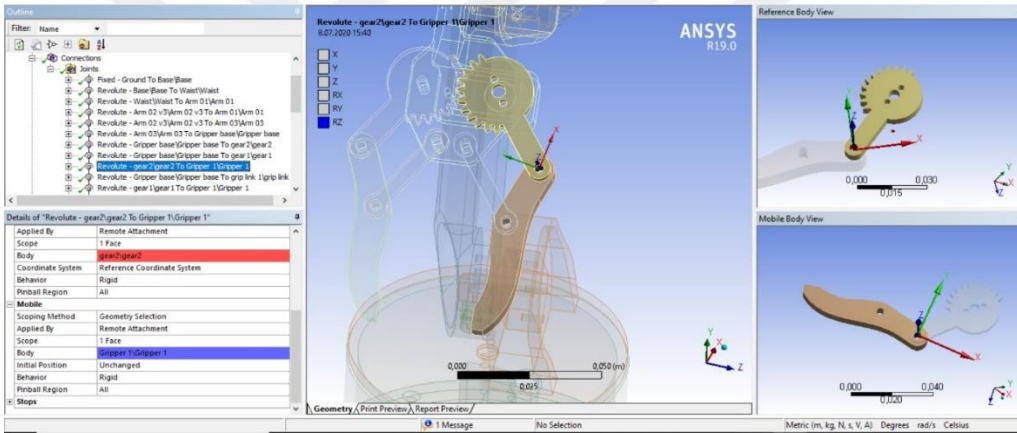 Outline
Filter: Name
Connections
Joints
Fixed - Ground To Base\Base
Revolute - Base\Base To Waist\Waist
Revolute - Waist\Waist To Arm 01\Arm 01
Revolute - Arm 02 v3\Arm 02 v3 To Arm 01\Arm 01
Revolute - Arm 02 v3\Arm 02 v3 To Arm 03\Arm 03
Revolute - Arm 03\Arm 03 To Gripper base\Gripper base
Revolute - Gripper base\Gripper base To gear2\gear2
Revolute - Gripper base\Gripper base To gear1\gear1
Revolute - gear2\gear2 To Gripper 1\Gripper 1
Revolute - Gripper base\Gripper base To grip link 1\grip link
Revolute - gear1\gear1 To Gripper 1\Gripper 1
Details of "Revolute - gear2\gear2 To Gripper 1\Gripper 1"
Applied By Remote Attachment
Scope 1 Face
Body gear2\gear2
Coordinate System Reference Coordinate System
Behavior Rigid
Pinball Region All
Mobile
Scoping Method Geometry Selection
Applied By Remote Attachment
Scope 1 Face
Body Gripper 1\Gripper 1
Initial Position Unchanged
Behavior Rigid
Pinball Region All
Stops
Revolute - gear2\gear2 To Gripper 1\Gripper 1
8.07.2020 15:40
X
Y
Z
RX
RY
RZ
ANSYS
R19.0
X
Z
0,000 0,050 (m)
0,025
Y
X
Z
Geometry Print Preview Report Preview
Reference Body View
Y
Z
X
0,000 0,030
0,015
Mobile Body View
Y
Z
X
0,000 0,040
0,020
1 Message No Selection Metric (m, kg, N, s, V, A) Degrees rad/s Celsius